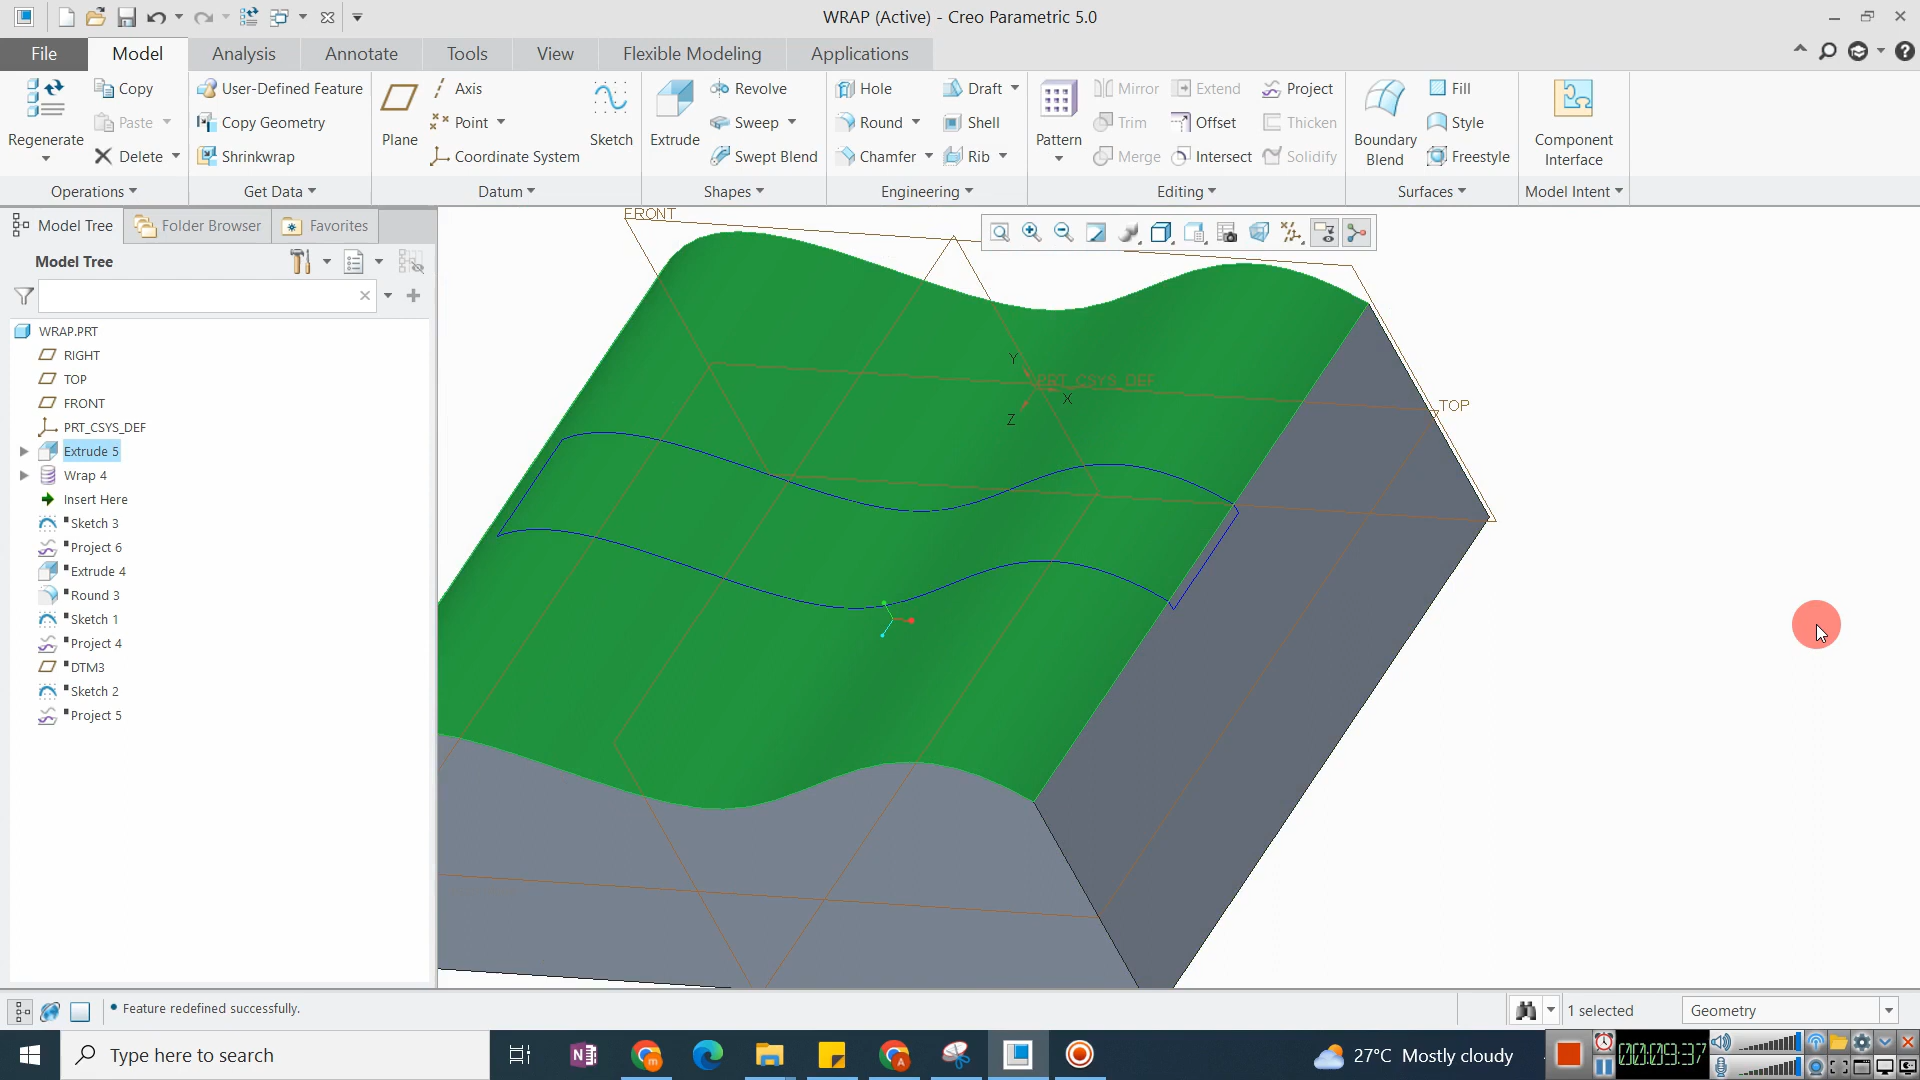 WRAP (Active) - Creo Parametric 5.0
File Model Analysis Annotate Tools View Flexible Modeling Applications
Regenerate
Copy
Paste
Delete
Operations
User-Defined Feature
Copy Geometry
Shrinkwrap
Get Data
Plane
Axis
Point
Coordinate System
Sketch
Datum
Extrude
Revolve
Sweep
Swept Blend
Shapes
Hole
Round
Chamfer
Draft
Shell
Rib
Engineering
Pattern
Mirror
Trim
Merge
Extend
Offset
Intersect
Project
Thicken
Solidify
Editing
Boundary
Blend
Fill
Style
Freestyle
Surfaces
Component
Interface
Model Intent
Model Tree Folder Browser Favorites
Model Tree
WRAP.PRT
RIGHT
TOP
FRONT
PRT_CSYS_DEF
Extrude 5
Wrap 4
Insert Here
Sketch 3
Project 6
Extrude 4
Round 3
Sketch 1
Project 4
DTM3
Sketch 2
Project 5
FRONT
Y
PRT_CSYS_DEF
X
Z
TOP
Feature redefined successfully.
1 selected
Geometry
Type here to search
27°C Mostly cloudy
00:09:37